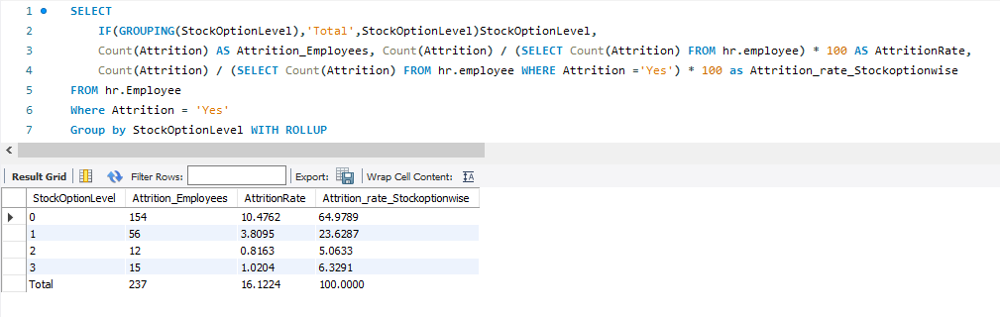 1 SELECT
2 IF(GROUPING(StockOptionLevel),'Total',StockOptionLevel)StockOptionLevel,
3 Count(Attrition) AS Attrition_Employees, Count(Attrition) / (SELECT Count(Attrition) FROM hr.employee) * 100 AS AttritionRate,
4 Count(Attrition) / (SELECT Count(Attrition) FROM hr.employee WHERE Attrition ='Yes') * 100 as Attrition_rate_Stockoptionwise
5 FROM hr.Employee
6 Where Attrition = 'Yes'
7 Group by StockOptionLevel WITH ROLLUP
Result Grid Filter Rows: Export: Wrap Cell Content:
StockOptionLevel Attrition_Employees AttritionRate Attrition_rate_Stockoptionwise
0 154 10.4762 64.9789
1 56 3.8095 23.6287
2 12 0.8163 5.0633
3 15 1.0204 6.3291
Total 237 16.1224 100.0000